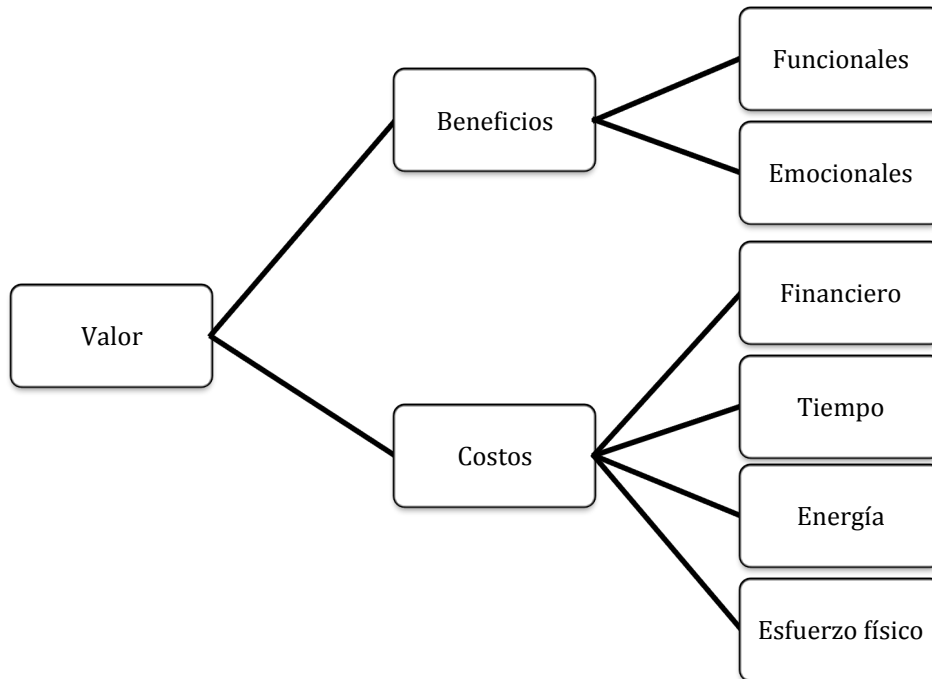 Valor
Beneficios
Funcionales
Emocionales
Costos
Financiero
Tiempo
Energía
Esfuerzo físico